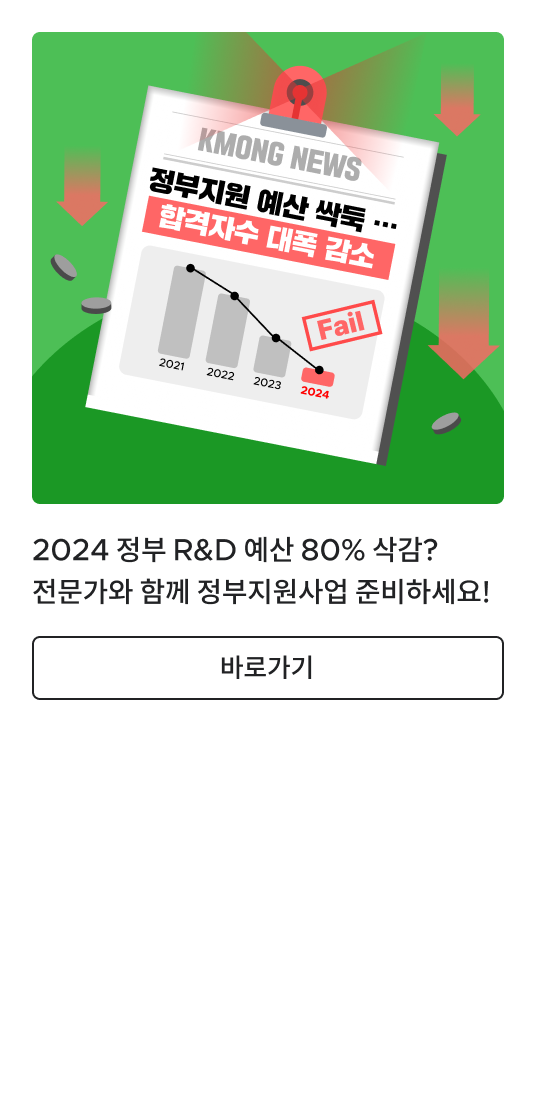 KMONG NEWS
정부지원 예산 싹둑 ...
합격자수 대폭 감소
Fail
2021
2022
2023
2024
2024 정부 R&D 예산 80% 삭감?
전문가와 함께 정부지원사업 준비하세요!
바로가기